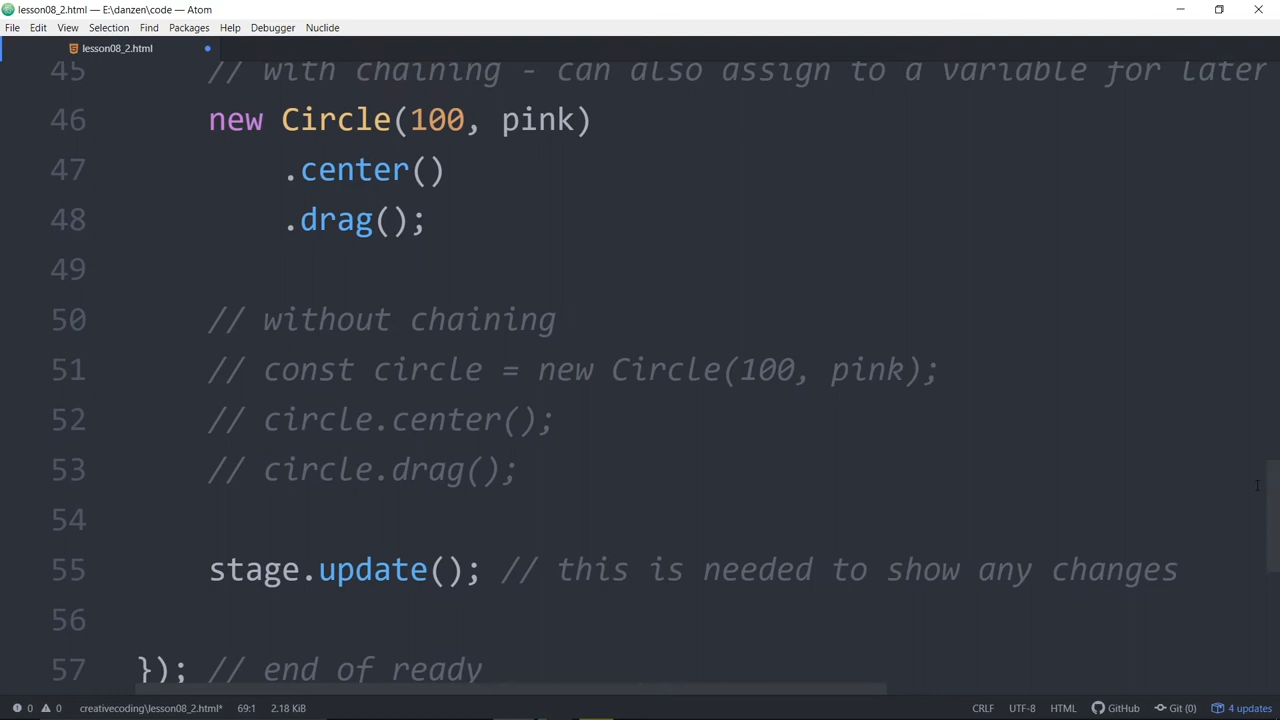 lesson08_2.html — E:\danzen\code — Atom
File Edit View Selection Find Packages Help Debugger Nuclide
lesson08_2.html
45 // with chaining - can also assign to a variable for later
46 new Circle(100, pink)
47 .center()
48 .drag();
49
50 // without chaining
51 // const circle = new Circle(100, pink);
52 // circle.center();
53 // circle.drag();
54
55 stage.update(); // this is needed to show any changes
56
57 }); // end of ready
0 0 creativecoding\lesson08_2.html* 69:1 2.18 KiB CRLF UTF-8 HTML GitHub Git (0) 4 updates